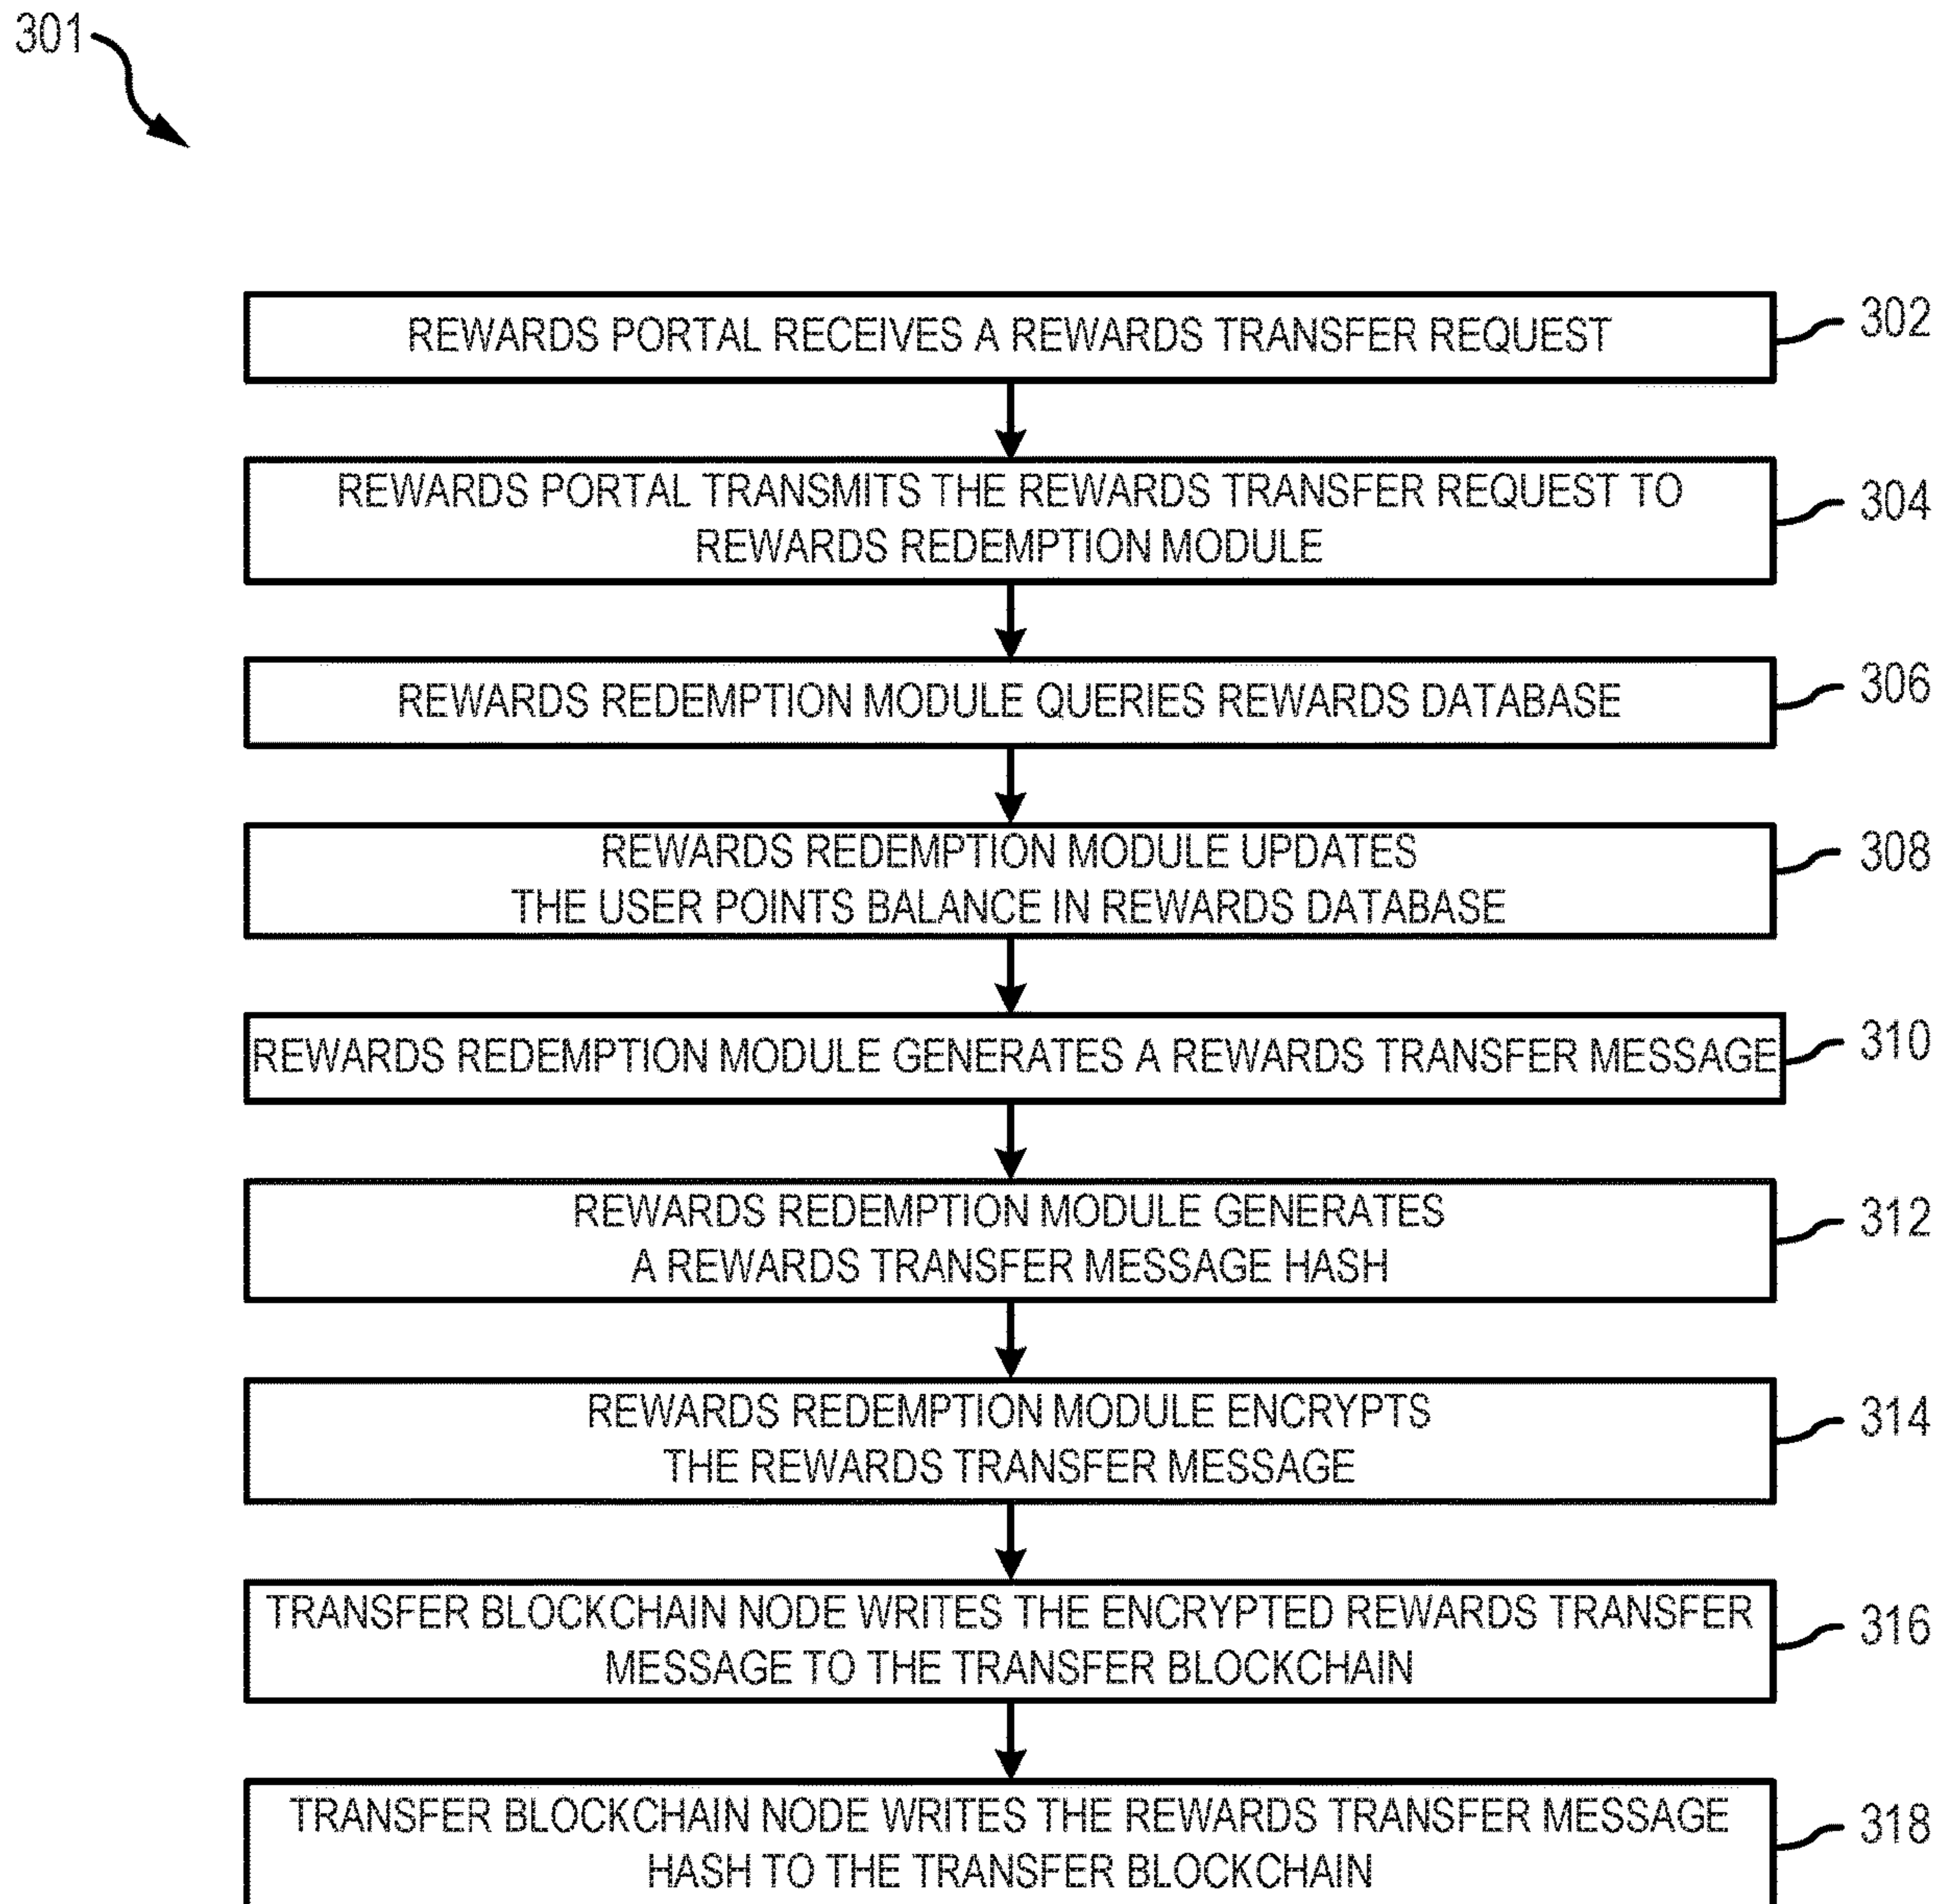 301
REWARDS PORTAL RECEIVES A REWARDS TRANSFER REQUEST
302
REWARDS PORTAL TRANSMITS THE REWARDS TRANSFER REQUEST TO
REWARDS REDEMPTION MODULE
304
REWARDS REDEMPTION MODULE QUERIES REWARDS DATABASE
306
REWARDS REDEMPTION MODULE UPDATES
THE USER POINTS BALANCE IN REWARDS DATABASE
308
REWARDS REDEMPTION MODULE GENERATES A REWARDS TRANSFER MESSAGE
310
REWARDS REDEMPTION MODULE GENERATES
A REWARDS TRANSFER MESSAGE HASH
312
REWARDS REDEMPTION MODULE ENCRYPTS
THE REWARDS TRANSFER MESSAGE
314
TRANSFER BLOCKCHAIN NODE WRITES THE ENCRYPTED REWARDS TRANSFER
MESSAGE TO THE TRANSFER BLOCKCHAIN
316
TRANSFER BLOCKCHAIN NODE WRITES THE REWARDS TRANSFER MESSAGE
HASH TO THE TRANSFER BLOCKCHAIN
318